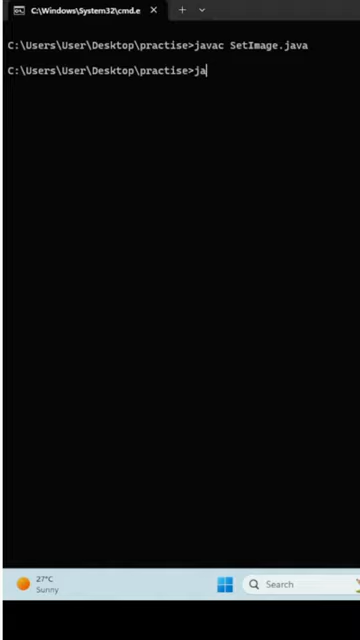 C:\Windows\System32\cmd.e
C:\Users\User\Desktop\practise>javac SetImage.java
C:\Users\User\Desktop\practise>ja
27°C
Sunny
Search